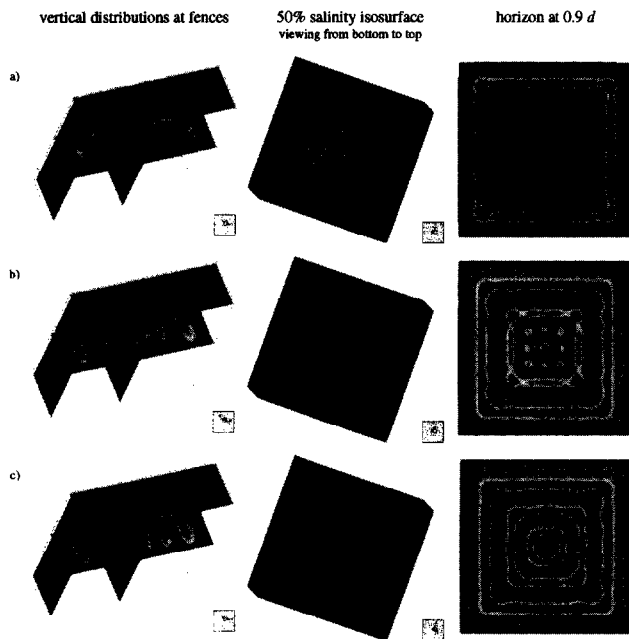 vertical distributions at fences
50% salinity isosurface
viewing from bottom to top
horizon at 0.9 d
a)
b)
c)